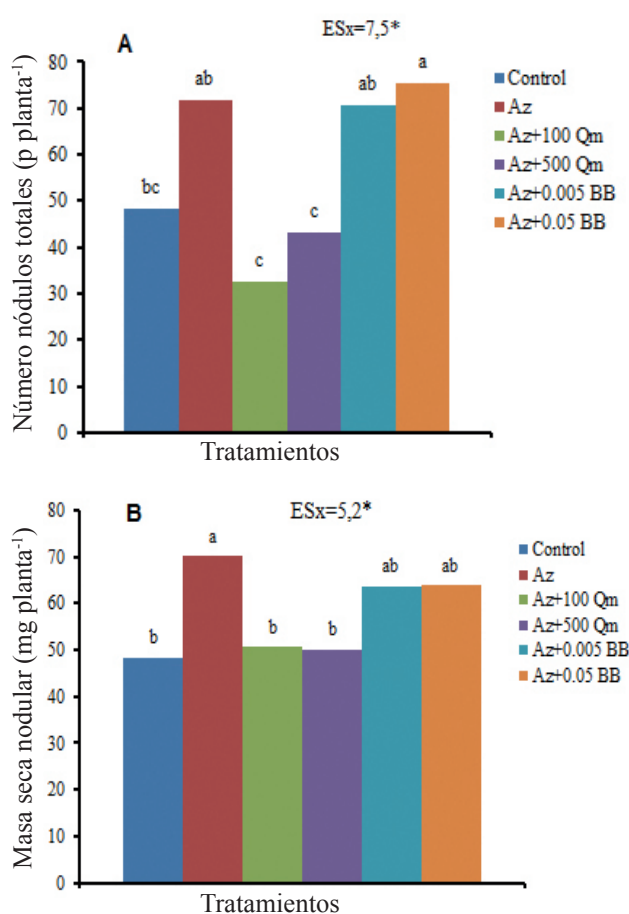 A
ESx=7,5*
Número nódulos totales (p planta-1)
80
70
60
50
40
30
20
10
0
bc
ab
c
c
ab
a
Control
Az
Az+100 Qm
Az+500 Qm
Az+0.005 BB
Az+0.05 BB
Tratamientos
B
ESx=5,2*
Masa seca nodular (mg planta-1)
80
70
60
50
40
30
20
10
0
b
a
b
b
ab
ab
Control
Az
Az+100 Qm
Az+500 Qm
Az+0.005 BB
Az+0.05 BB
Tratamientos